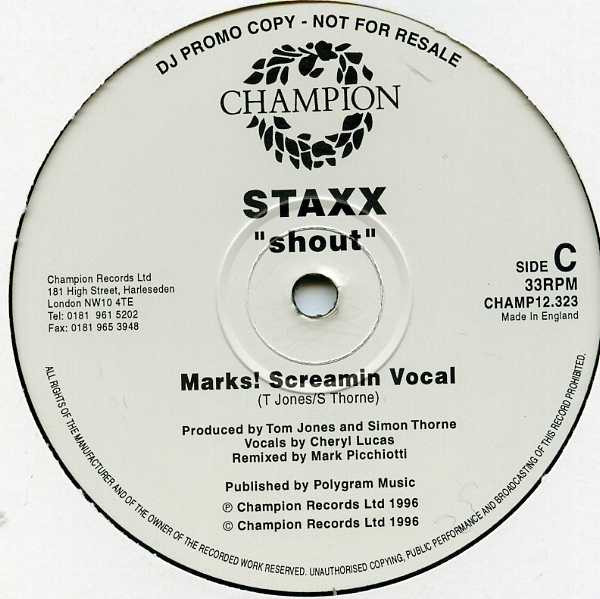 DJ PROMO COPY - NOT FOR RESALE
CHAMPION
STAXX
"shout"
Champion Records Ltd
181 High Street, Harleseden
London NW10 4TE
Tel: 0181 961 5202
Fax: 0181 965 3948
SIDE C
33RPM
CHAMP12.323
Made in England
Marks! Screamin Vocal
(T Jones/S Thorne)
Produced by Tom Jones and Simon Thorne
Vocals by Cheryl Lucas
Remixed by Mark Picchiotti
Published by Polygram Music
℗ Champion Records Ltd 1996
© Champion Records Ltd 1996
ALL RIGHTS OF THE MANUFACTURER AND OF THE OWNER OF THE RECORDED WORK RESERVED. UNAUTHORISED COPYING, PUBLIC PERFORMANCE AND BROADCASTING OF THIS RECORD PROHIBITED.